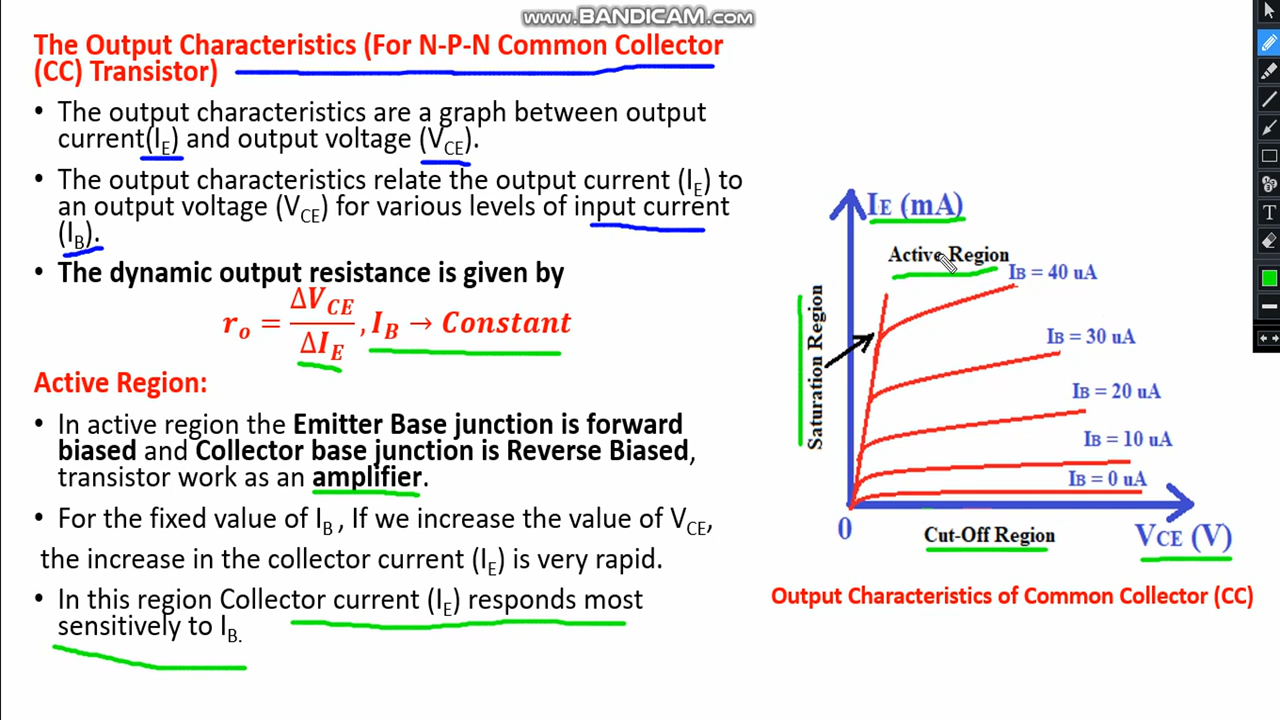 www.BANDICAM.com
The Output Characteristics (For N-P-N Common Collector
(CC) Transistor)
• The output characteristics are a graph between output
current(IE) and output voltage (VCE).
• The output characteristics relate the output current (IE) to
an output voltage (VCE) for various levels of input current
(IB).
• The dynamic output resistance is given by
ro = ΔVCE / ΔIE , IB → Constant
Active Region:
• In active region the Emitter Base junction is forward
biased and Collector base junction is Reverse Biased,
transistor work as an amplifier.
• For the fixed value of IB , If we increase the value of VCE,
the increase in the collector current (IE) is very rapid.
• In this region Collector current (IE) responds most
sensitively to IB.
IE (mA)
Active Region
IB = 40 uA
Saturation Region
IB = 30 uA
IB = 20 uA
IB = 10 uA
IB = 0 uA
0
Cut-Off Region
VCE (V)
Output Characteristics of Common Collector (CC)
T